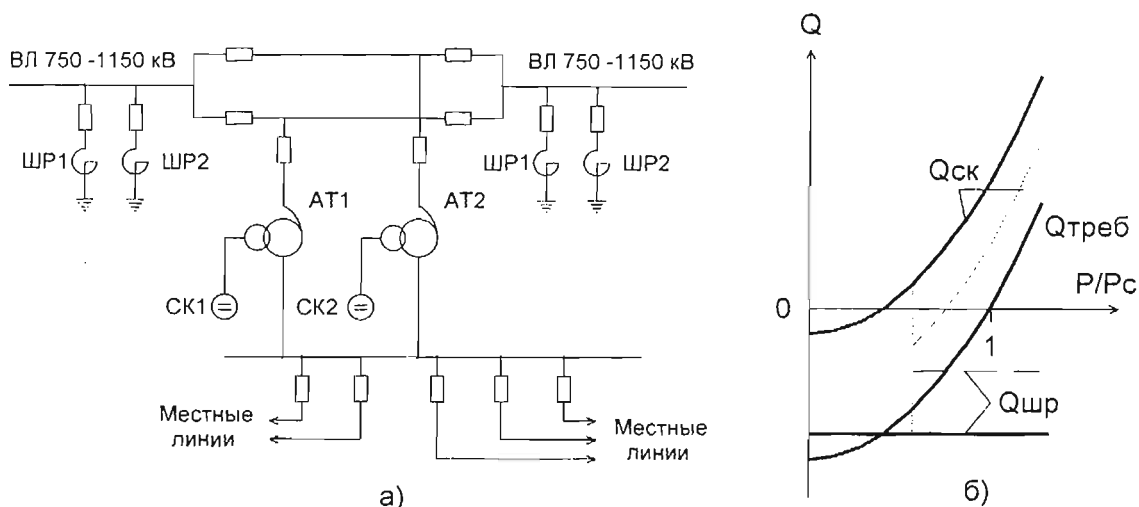 ВЛ 750 -1150 кВ
ВЛ 750 -1150 кВ
ШР1
ШР2
ШР1
ШР2
АТ1
АТ2
СК1
СК2
Местные
линии
Местные
линии
а)
Q
Qск
Qтреб
P/Pс
0
1
Qшр
б)